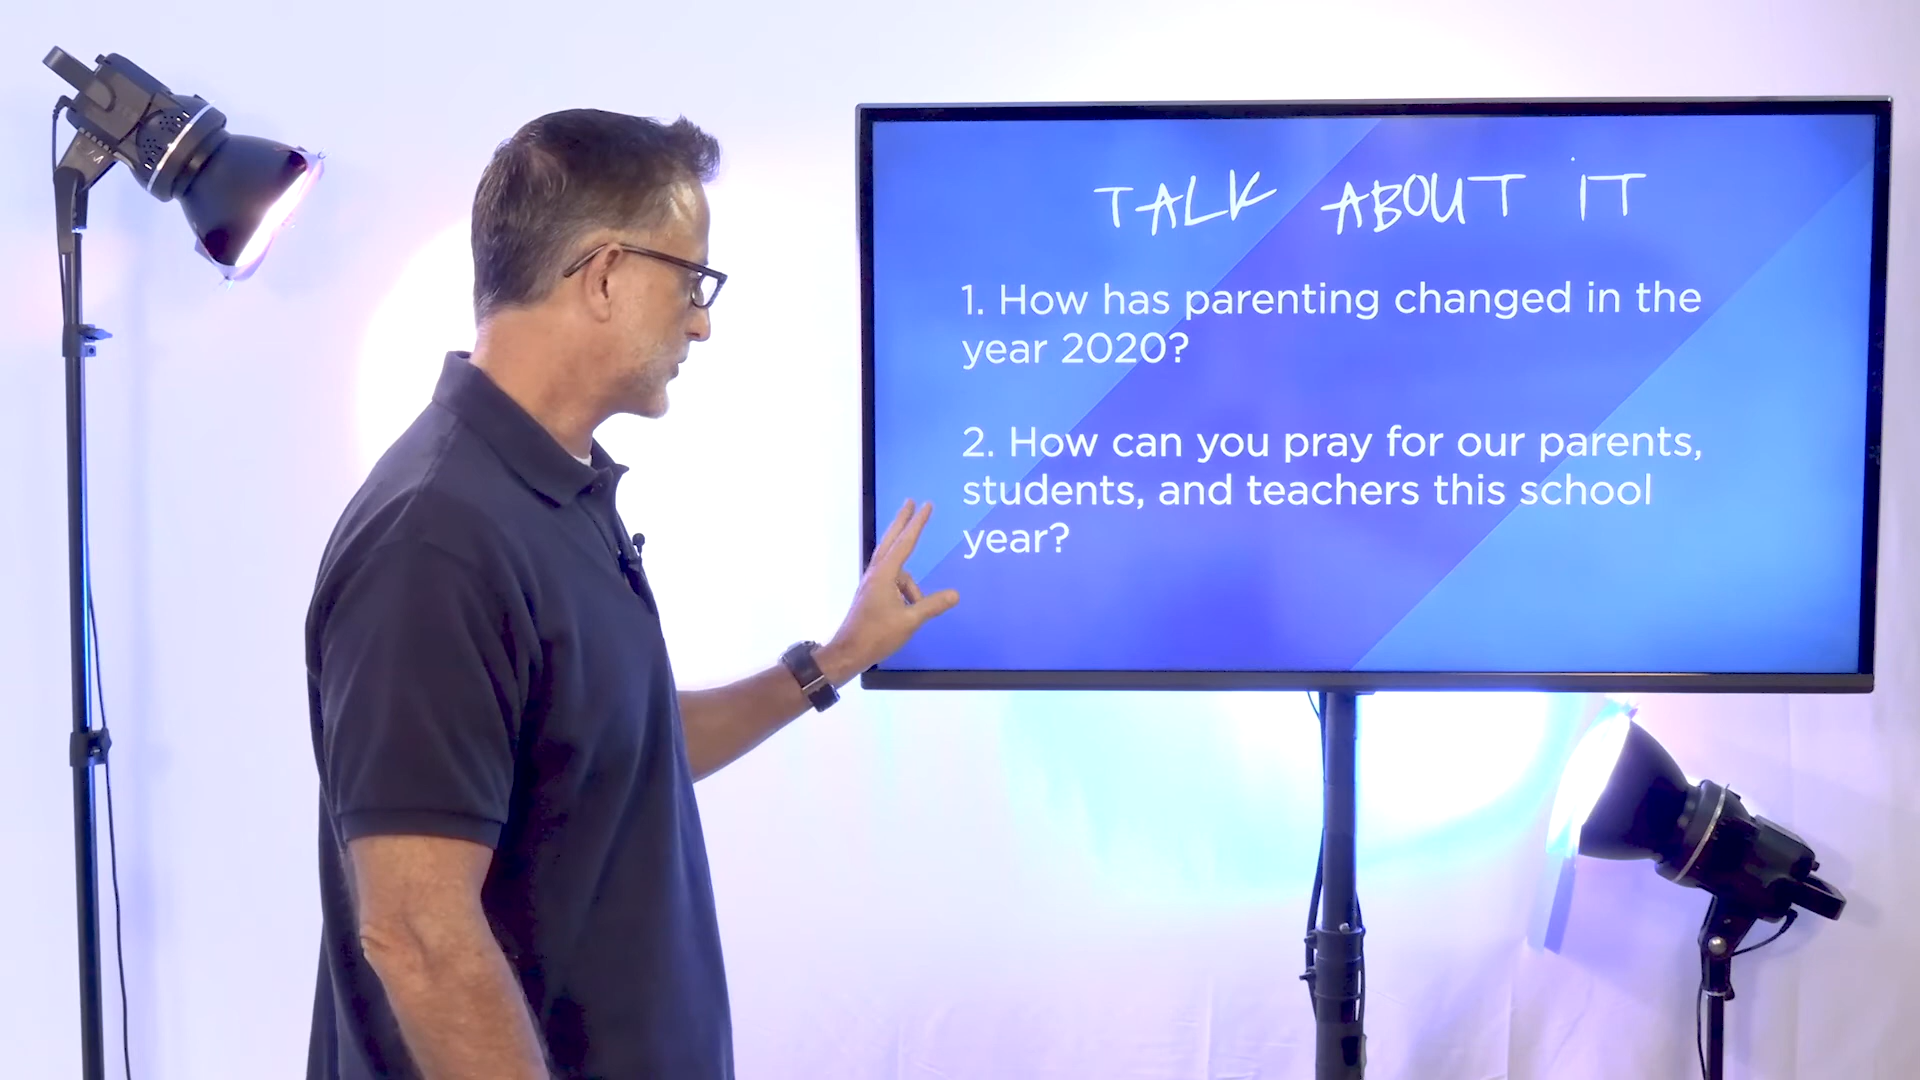 TALK ABOUT IT
1. How has parenting changed in the
year 2020?
2. How can you pray for our parents,
students, and teachers this school
year?